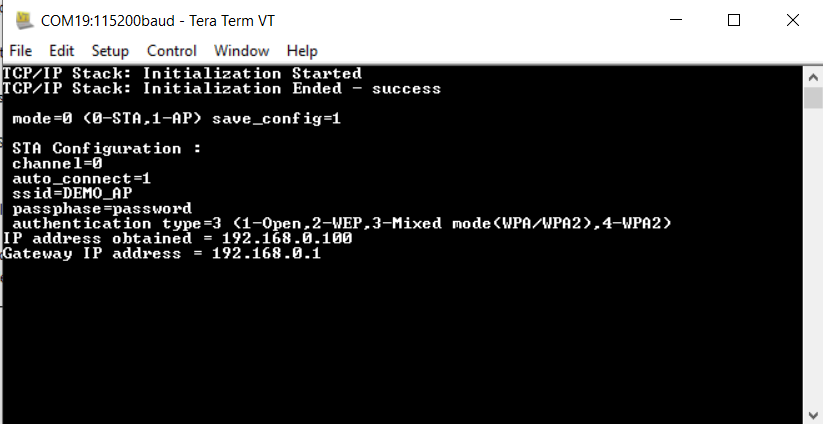 COM19:115200baud - Tera Term VT
File Edit Setup Control Window Help
TCP/IP Stack: Initialization Started
TCP/IP Stack: Initialization Ended - success
mode=0 (0-STA,1-AP) save_config=1
STA Configuration :
channel=0
auto_connect=1
ssid=DEMO_AP
passphase=password
authentication type=3 (1-Open,2-WEP,3-Mixed mode(WPA/WPA2),4-WPA2)
IP address obtained = 192.168.0.100
Gateway IP address = 192.168.0.1